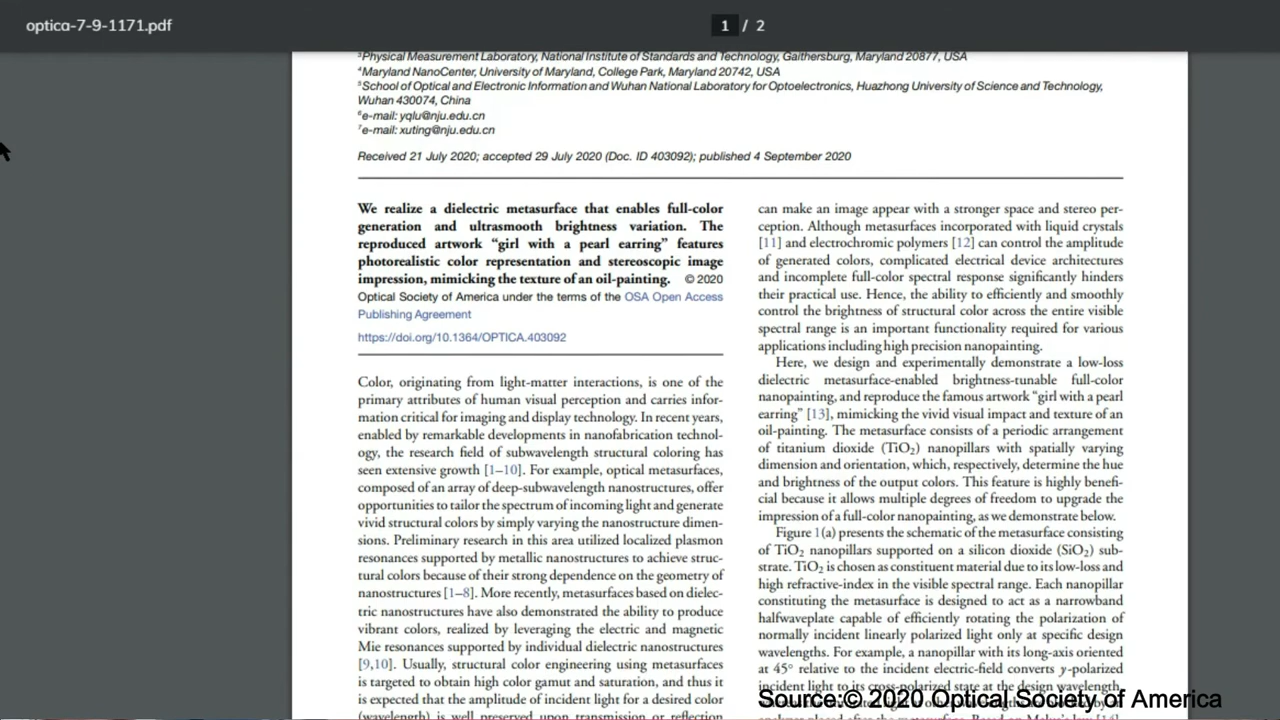 optica-7-9-1171.pdf
1 / 2
³Physical Measurement Laboratory, National Institute of Standards and Technology, Gaithersburg, Maryland 20877, USA
⁴Maryland NanoCenter, University of Maryland, College Park, Maryland 20742, USA
⁵School of Optical and Electronic Information and Wuhan National Laboratory for Optoelectronics, Huazhong University of Science and Technology,
Wuhan 430074, China
⁶e-mail: yqlu@nju.edu.cn
⁷e-mail: xuting@nju.edu.cn
Received 21 July 2020; accepted 29 July 2020 (Doc. ID 403092); published 4 September 2020
We realize a dielectric metasurface that enables full-color
generation and ultrasmooth brightness variation. The
reproduced artwork “girl with a pearl earring” features
photorealistic color representation and stereoscopic image
impression, mimicking the texture of an oil-painting. © 2020
Optical Society of America under the terms of the OSA Open Access
Publishing Agreement
https://doi.org/10.1364/OPTICA.403092
Color, originating from light-matter interactions, is one of the
primary attributes of human visual perception and carries infor-
mation critical for imaging and display technology. In recent years,
enabled by remarkable developments in nanofabrication technol-
ogy, the research field of subwavelength structural coloring has
seen extensive growth [1–10]. For example, optical metasurfaces,
composed of an array of deep-subwavelength nanostructures, offer
opportunities to tailor the spectrum of incoming light and generate
vivid structural colors by simply varying the nanostructure dimen-
sions. Preliminary research in this area utilized localized plasmon
resonances supported by metallic nanostructures to achieve struc-
tural colors because of their strong dependence on the geometry of
nanostructures [1–8]. More recently, metasurfaces based on dielec-
tric nanostructures have also demonstrated the ability to produce
vibrant colors, realized by leveraging the electric and magnetic
Mie resonances supported by individual dielectric nanostructures
[9,10]. Usually, structural color engineering using metasurfaces
is targeted to obtain high color gamut and saturation, and thus it
is expected that the amplitude of incident light for a desired color
(wavelength) is well preserved upon transmission or reflection
can make an image appear with a stronger space and stereo per-
ception. Although metasurfaces incorporated with liquid crystals
[11] and electrochromic polymers [12] can control the amplitude
of generated colors, complicated electrical device architectures
and incomplete full-color spectral response significantly hinders
their practical use. Hence, the ability to efficiently and smoothly
control the brightness of structural color across the entire visible
spectral range is an important functionality required for various
applications including high precision nanopainting.
Here, we design and experimentally demonstrate a low-loss
dielectric metasurface-enabled brightness-tunable full-color
nanopainting, and reproduce the famous artwork “girl with a pearl
earring” [13], mimicking the vivid visual impact and texture of an
oil-painting. The metasurface consists of a periodic arrangement
of titanium dioxide (TiO₂) nanopillars with spatially varying
dimension and orientation, which, respectively, determine the hue
and brightness of the output colors. This feature is highly benefi-
cial because it allows multiple degrees of freedom to upgrade the
impression of a full-color nanopainting, as we demonstrate below.
Figure 1(a) presents the schematic of the metasurface consisting
of TiO₂ nanopillars supported on a silicon dioxide (SiO₂) sub-
strate. TiO₂ is chosen as constituent material due to its low-loss and
high refractive-index in the visible spectral range. Each nanopillar
constituting the metasurface is designed to act as a narrowband
halfwaveplate capable of efficiently rotating the polarization of
normally incident linearly polarized light only at specific design
wavelengths. For example, a nanopillar with its long-axis oriented
at 45° relative to the incident electric-field converts y-polarized
incident light to its cross-polarized state at the design wavelength,
Source:© 2020 Optical Society of America